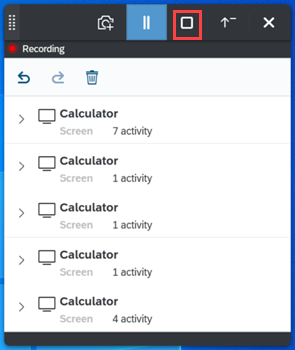 Recording
Calculator
Screen 7 activity
Calculator
Screen 1 activity
Calculator
Screen 1 activity
Calculator
Screen 1 activity
Calculator
Screen 4 activity